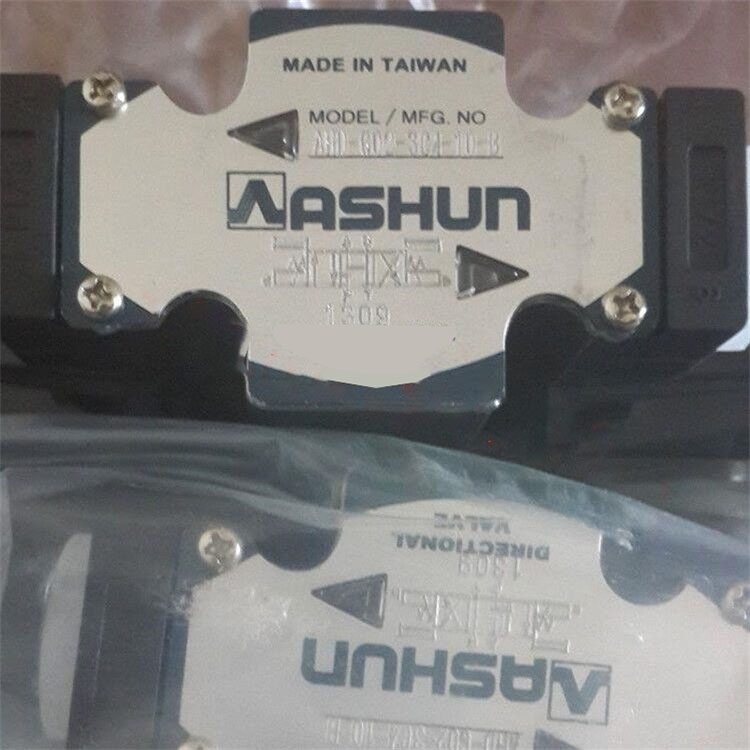 MADE IN TAIWAN
MODEL / MFG. NO
AHD-G02-3C4-10-B
ASHUN
1309
DIRECTIONAL
VALVE
1309
ASHUN